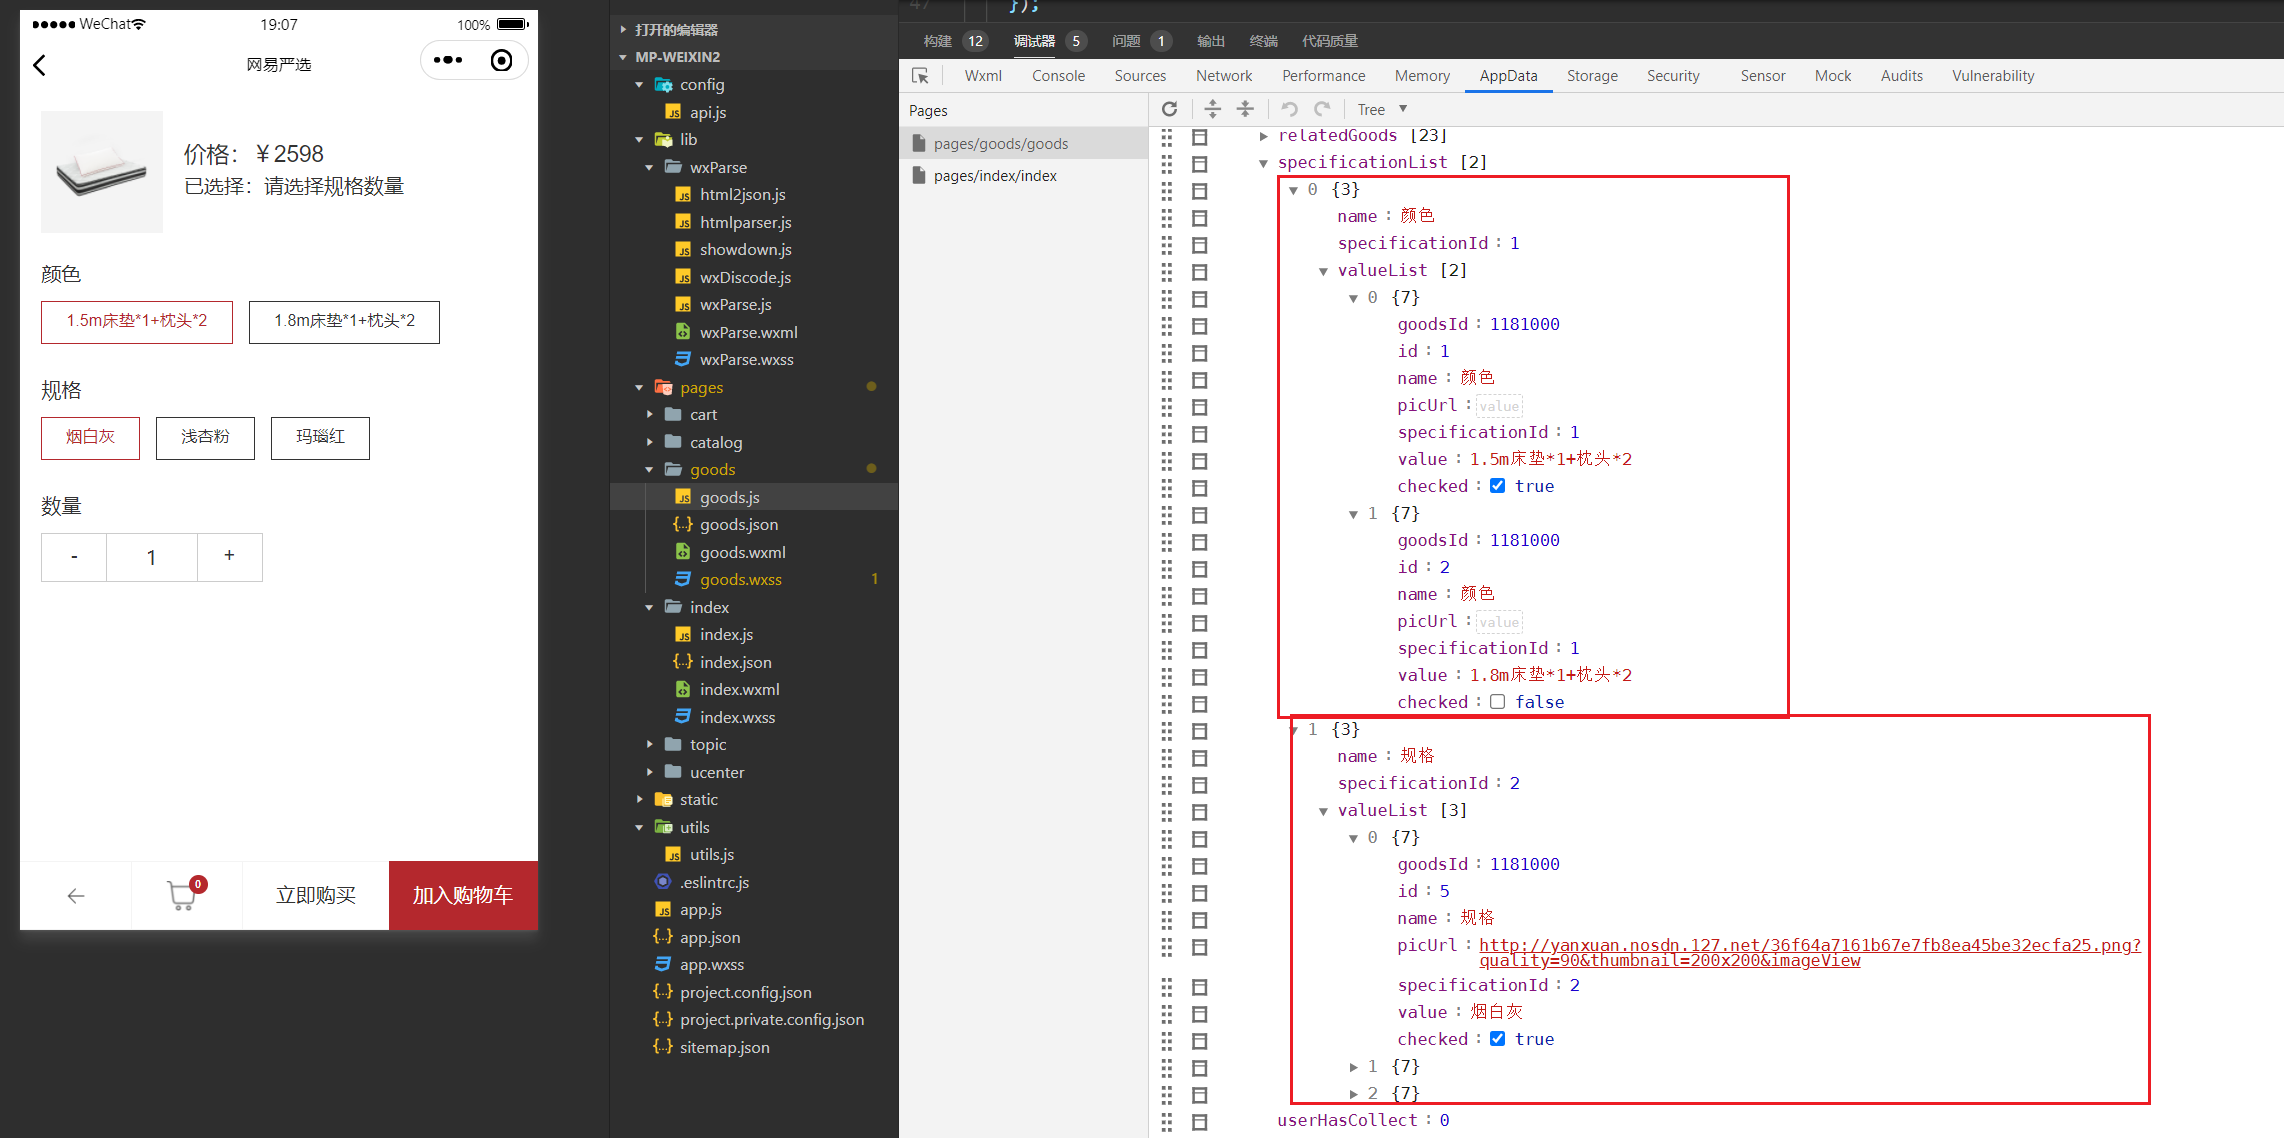 WeChat
19:07
100%
网易严选
价格：￥2598
已选择：请选择规格数量
颜色
1.5m床垫*1+枕头*2
1.8m床垫*1+枕头*2
规格
烟白灰
浅杏粉
玛瑙红
数量
-
1
+
0
立即购买
加入购物车
打开的编辑器
MP-WEIXIN2
config
api.js
lib
wxParse
html2json.js
htmlparser.js
showdown.js
wxDiscode.js
wxParse.js
wxParse.wxml
wxParse.wxss
pages
cart
catalog
goods
goods.js
goods.json
goods.wxml
goods.wxss 1
index
index.js
index.json
index.wxml
index.wxss
topic
ucenter
static
utils
utils.js
.eslintrc.js
app.js
app.json
app.wxss
project.config.json
project.private.config.json
sitemap.json
47 });
构建 12 调试器 5 问题 1 输出 终端 代码质量
Wxml Console Sources Network Performance Memory AppData Storage Security Sensor Mock Audits Vulnerability
Pages
Tree
pages/goods/goods
pages/index/index
relatedGoods [23]
specificationList [2]
0 {3}
name : 颜色
specificationId : 1
valueList [2]
0 {7}
goodsId : 1181000
id : 1
name : 颜色
picUrl : value
specificationId : 1
value : 1.5m床垫*1+枕头*2
checked : true
1 {7}
goodsId : 1181000
id : 2
name : 颜色
picUrl : value
specificationId : 1
value : 1.8m床垫*1+枕头*2
checked : false
1 {3}
name : 规格
specificationId : 2
valueList [3]
0 {7}
goodsId : 1181000
id : 5
name : 规格
picUrl : http://yanxuan.nosdn.127.net/36f64a7161b67e7fb8ea45be32ecfa25.png?
quality=90&thumbnail=200x200&imageView
specificationId : 2
value : 烟白灰
checked : true
1 {7}
2 {7}
userHasCollect : 0